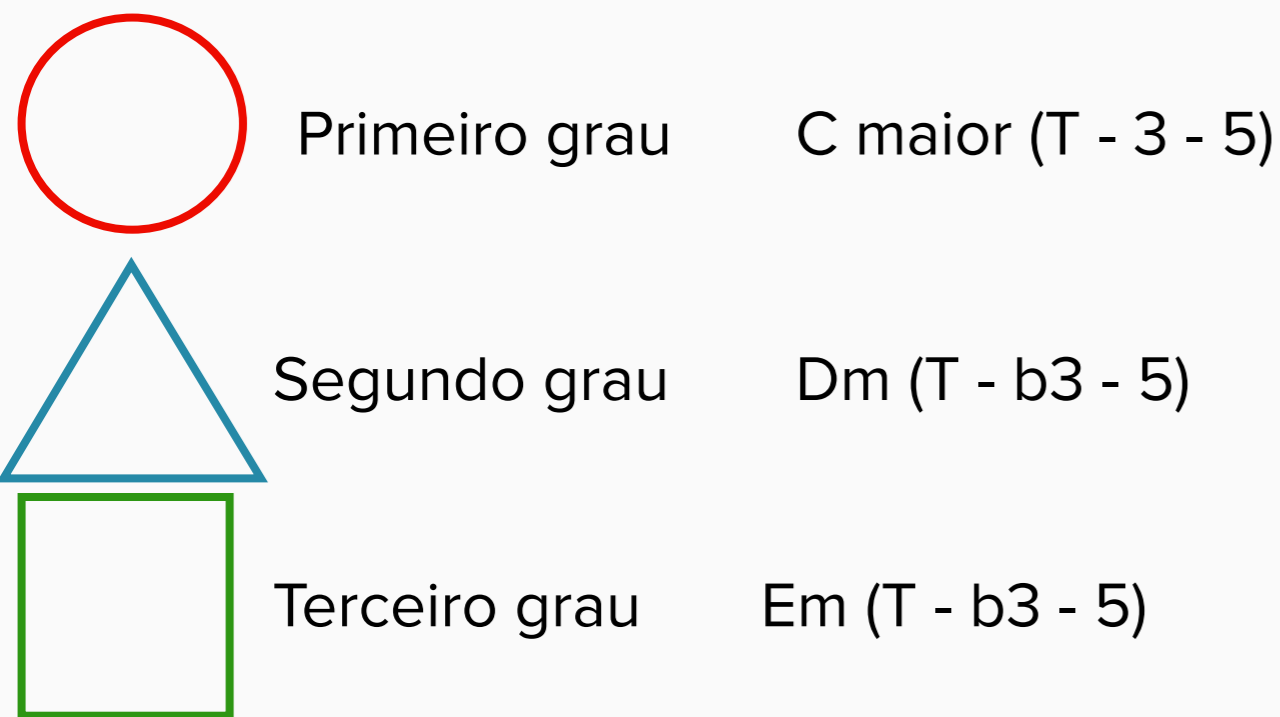 Primeiro grau C maior (T - 3 - 5)
Segundo grau Dm (T - b3 - 5)
Terceiro grau Em (T - b3 - 5)